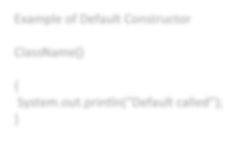 Example of Default Constructor
ClassName()
{
System.out.println("Default called");
}